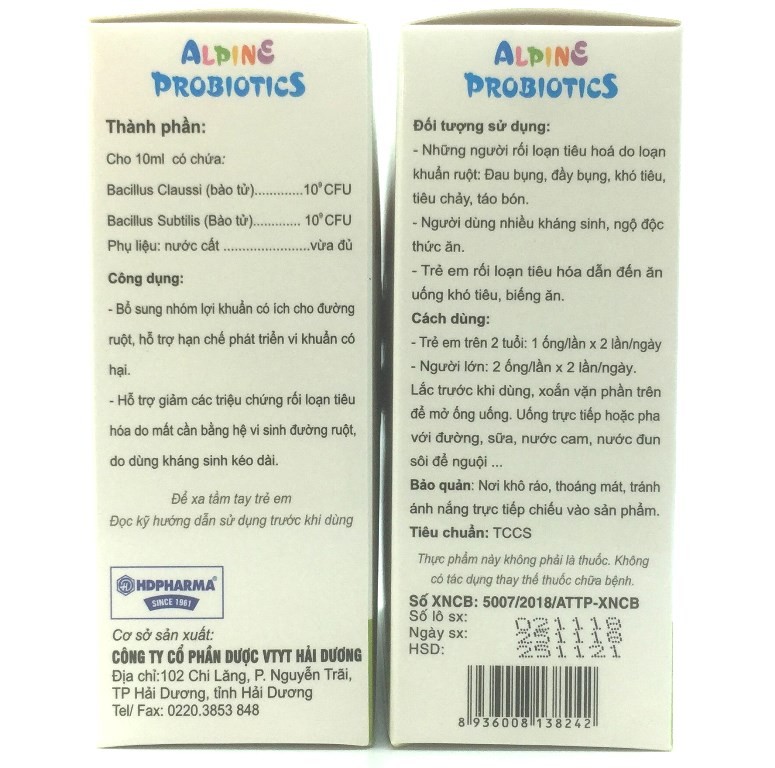 ALPINE
PROBIOTICS
Thành phần:
Cho 10ml có chứa:
Bacillus Claussi (bào tử).............10⁹CFU
Bacillus Subtilis (Bào tử)............ 10⁹CFU
Phụ liệu: nước cất .......................vừa đủ
Công dụng:
- Bổ sung nhóm lợi khuẩn có ích cho đường
ruột, hỗ trợ hạn chế phát triển vi khuẩn có
hại.
- Hỗ trợ giảm các triệu chứng rối loạn tiêu
hóa do mất cần bằng hệ vi sinh đường ruột,
do dùng kháng sinh kéo dài.
Để xa tầm tay trẻ em
Đọc kỹ hướng dẫn sử dụng trước khi dùng
HDPHARMA®
SINCE 1961
Cơ sở sản xuất:
CÔNG TY CỔ PHẦN DƯỢC VTYT HẢI DƯƠNG
Địa chỉ:102 Chi Lăng, P. Nguyễn Trãi,
TP Hải Dương, tỉnh Hải Dương
Tel/ Fax: 0220.3853 848
ALPINE
PROBIOTICS
Đối tượng sử dụng:
- Những người rối loạn tiêu hoá do loạn
khuẩn ruột: Đau bụng, đầy bụng, khó tiêu,
tiêu chảy, táo bón.
- Người dùng nhiều kháng sinh, ngộ độc
thức ăn.
- Trẻ em rối loạn tiêu hóa dẫn đến ăn
uống khó tiêu, biếng ăn.
Cách dùng:
- Trẻ em trên 2 tuổi: 1 ống/lần x 2 lần/ngày
- Người lớn: 2 ống/lần x 2 lần/ngày.
Lắc trước khi dùng, xoắn vặn phần trên
để mở ống uống. Uống trực tiếp hoặc pha
với đường, sữa, nước cam, nước đun
sôi để nguội ...
Bảo quản: Nơi khô ráo, thoáng mát, tránh
ánh nắng trực tiếp chiếu vào sản phẩm.
Tiêu chuẩn: TCCS
Thực phẩm này không phải là thuốc. Không
có tác dụng thay thế thuốc chữa bệnh.
Số XNCB: 5007/2018/ATTP-XNCB
Số lô sx: 021118
Ngày sx: 251118
HSD: 251121
8 936008 138242